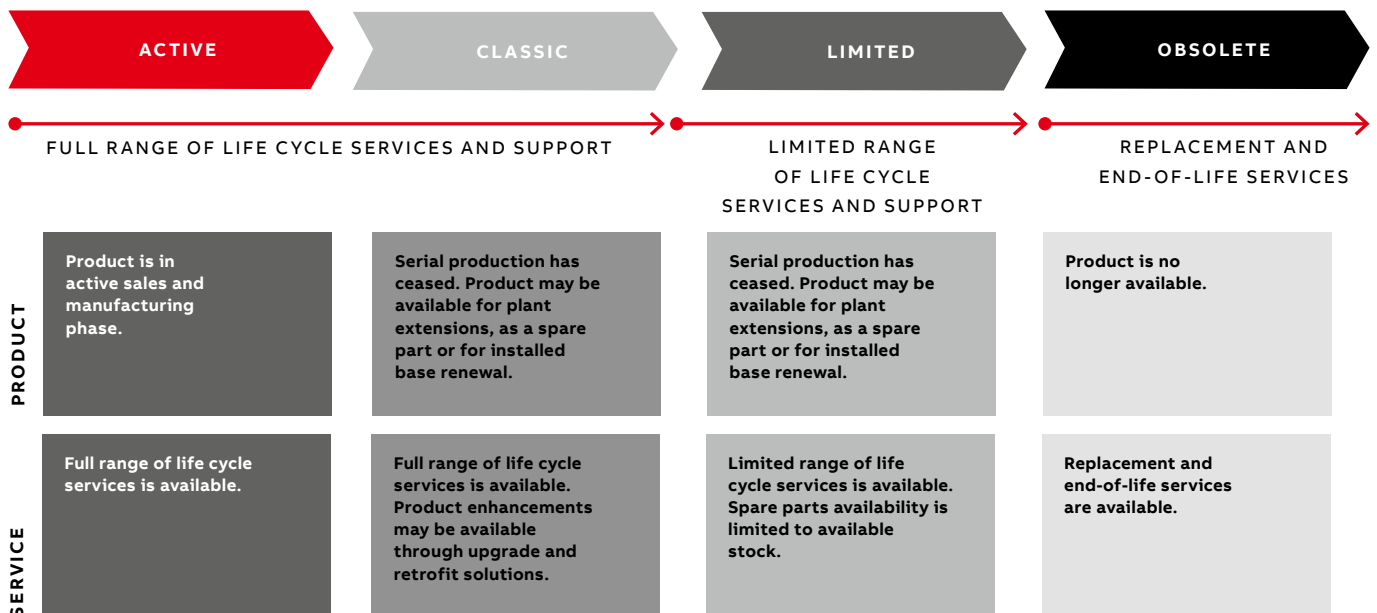 ACTIVE
CLASSIC
LIMITED
OBSOLETE
FULL RANGE OF LIFE CYCLE SERVICES AND SUPPORT
LIMITED RANGE
OF LIFE CYCLE
SERVICES AND SUPPORT
REPLACEMENT AND
END-OF-LIFE SERVICES
PRODUCT
Product is in
active sales and
manufacturing
phase.
Serial production has
ceased. Product may be
available for plant
extensions, as a spare
part or for installed
base renewal.
Serial production has
ceased. Product may be
available for plant
extensions, as a spare
part or for installed
base renewal.
Product is no
longer available.
SERVICE
Full range of life cycle
services is available.
Full range of life cycle
services is available.
Product enhancements
may be available
through upgrade and
retrofit solutions.
Limited range of life
cycle services is available.
Spare parts availability is
limited to available
stock.
Replacement and
end-of-life services
are available.